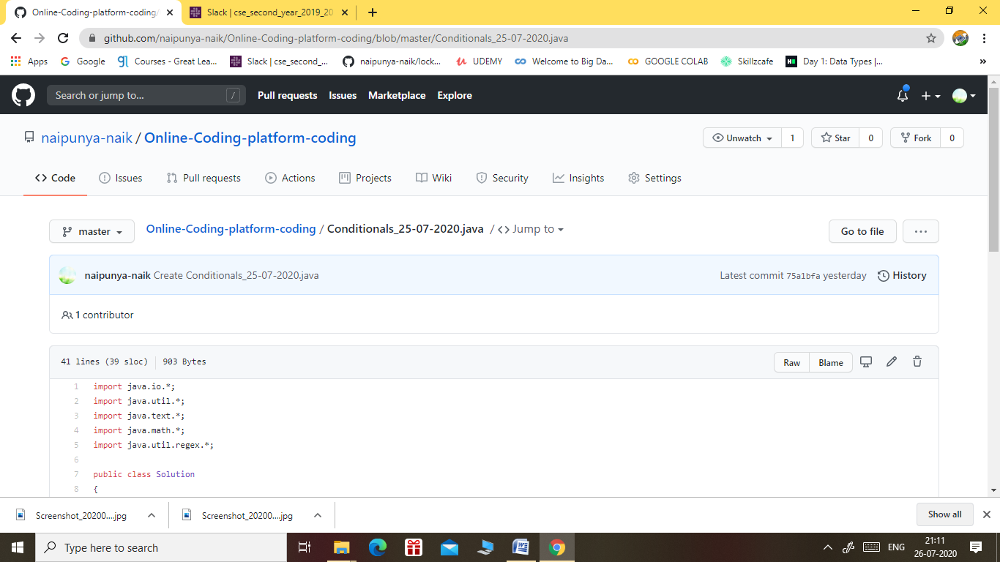 Online-Coding-platform-coding/
Slack | cse_second_year_2019_20
github.com/naipunya-naik/Online-Coding-platform-coding/blob/master/Conditionals_25-07-2020.java
Apps Google Courses - Great Lea... Slack | cse_second_... naipunya-naik/lock... UDEMY Welcome to Big Da... GOOGLE COLAB Skillzcafe Day 1: Data Types |... »
Search or jump to... / Pull requests Issues Marketplace Explore
naipunya-naik / Online-Coding-platform-coding Unwatch 1 Star 0 Fork 0
Code Issues Pull requests Actions Projects Wiki Security Insights Settings
master Online-Coding-platform-coding / Conditionals_25-07-2020.java / <> Jump to Go to file ...
naipunya-naik Create Conditionals_25-07-2020.java Latest commit 75a1bfa yesterday History
1 contributor
41 lines (39 sloc) 903 Bytes Raw Blame
1 import java.io.*;
2 import java.util.*;
3 import java.text.*;
4 import java.math.*;
5 import java.util.regex.*;
6
7 public class Solution
8 {
Screenshot_20200....jpg Screenshot_20200....jpg Show all
Type here to search ENG 21:11
26-07-2020